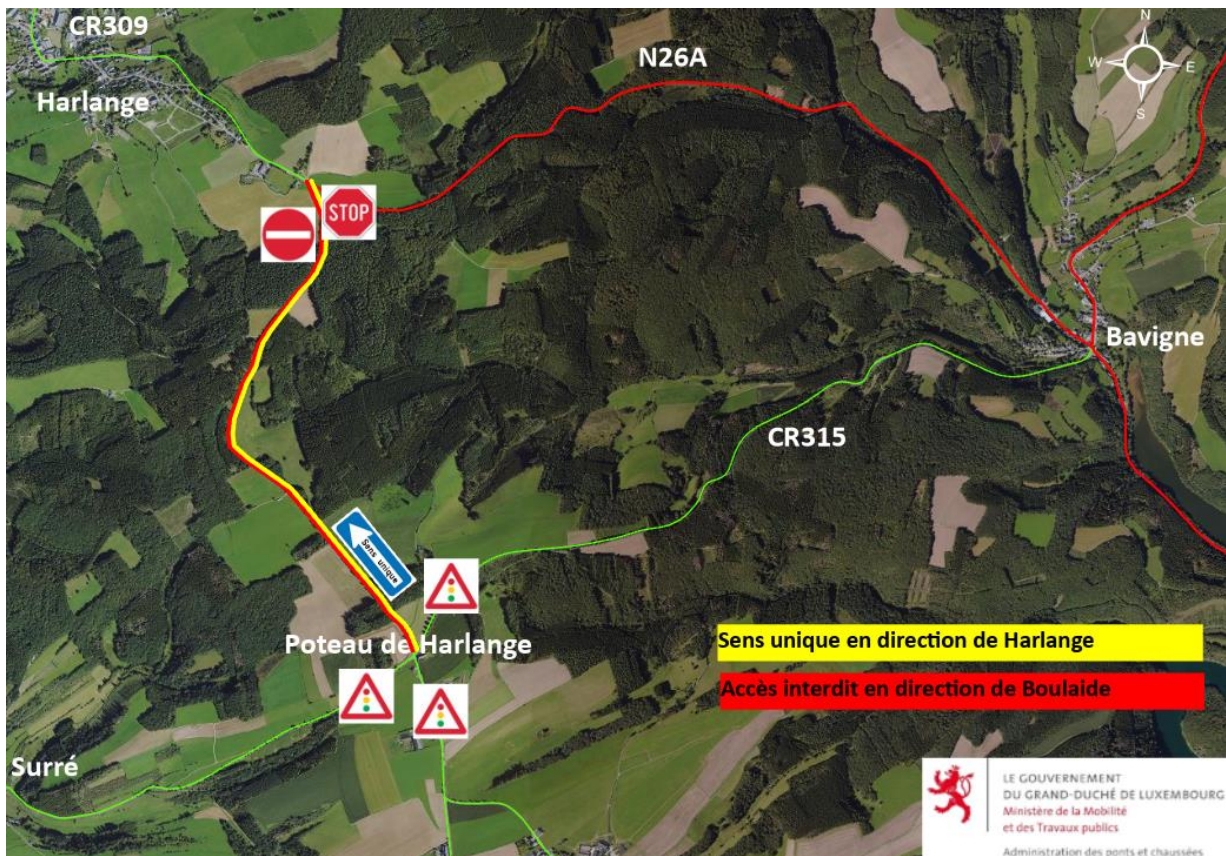 CR309
N
N26A
W
E
S
Harlange
STOP
Bavigne
CR315
Sens unique
Poteau de Harlange
Sens unique en direction de Harlange
Accès interdit en direction de Boulaide
Surré
LE GOUVERNEMENT
DU GRAND-DUCHÉ DE LUXEMBOURG
Ministère de la Mobilité
et des Travaux publics
Administration des ponts et chaussées